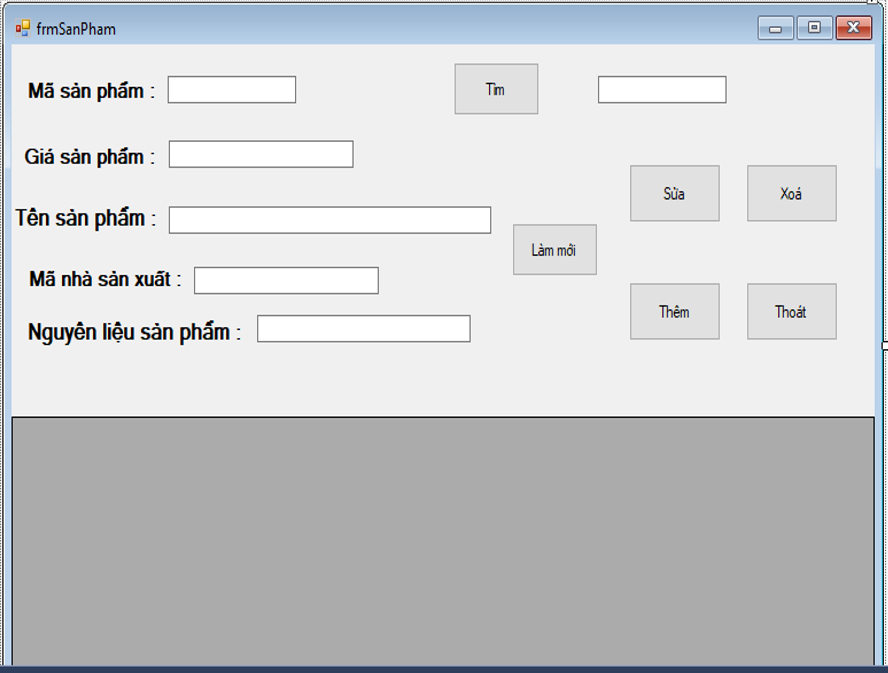 frmSanPham
Mã sản phẩm :
Tìm
Giá sản phẩm :
Sửa
Xoá
Tên sản phẩm :
Làm mới
Mã nhà sản xuất :
Thêm
Thoát
Nguyên liệu sản phẩm :